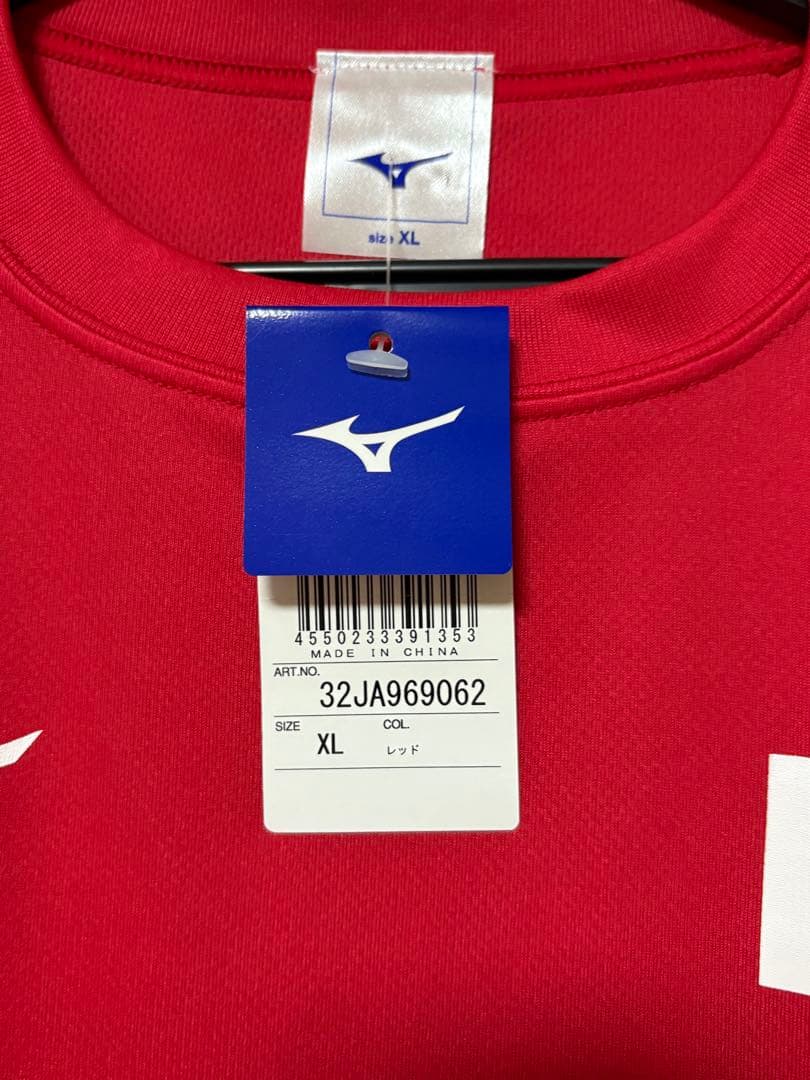 size XL
4550233391353
MADE IN CHINA
ART.NO.
32JA969062
SIZE XL COL. レッド